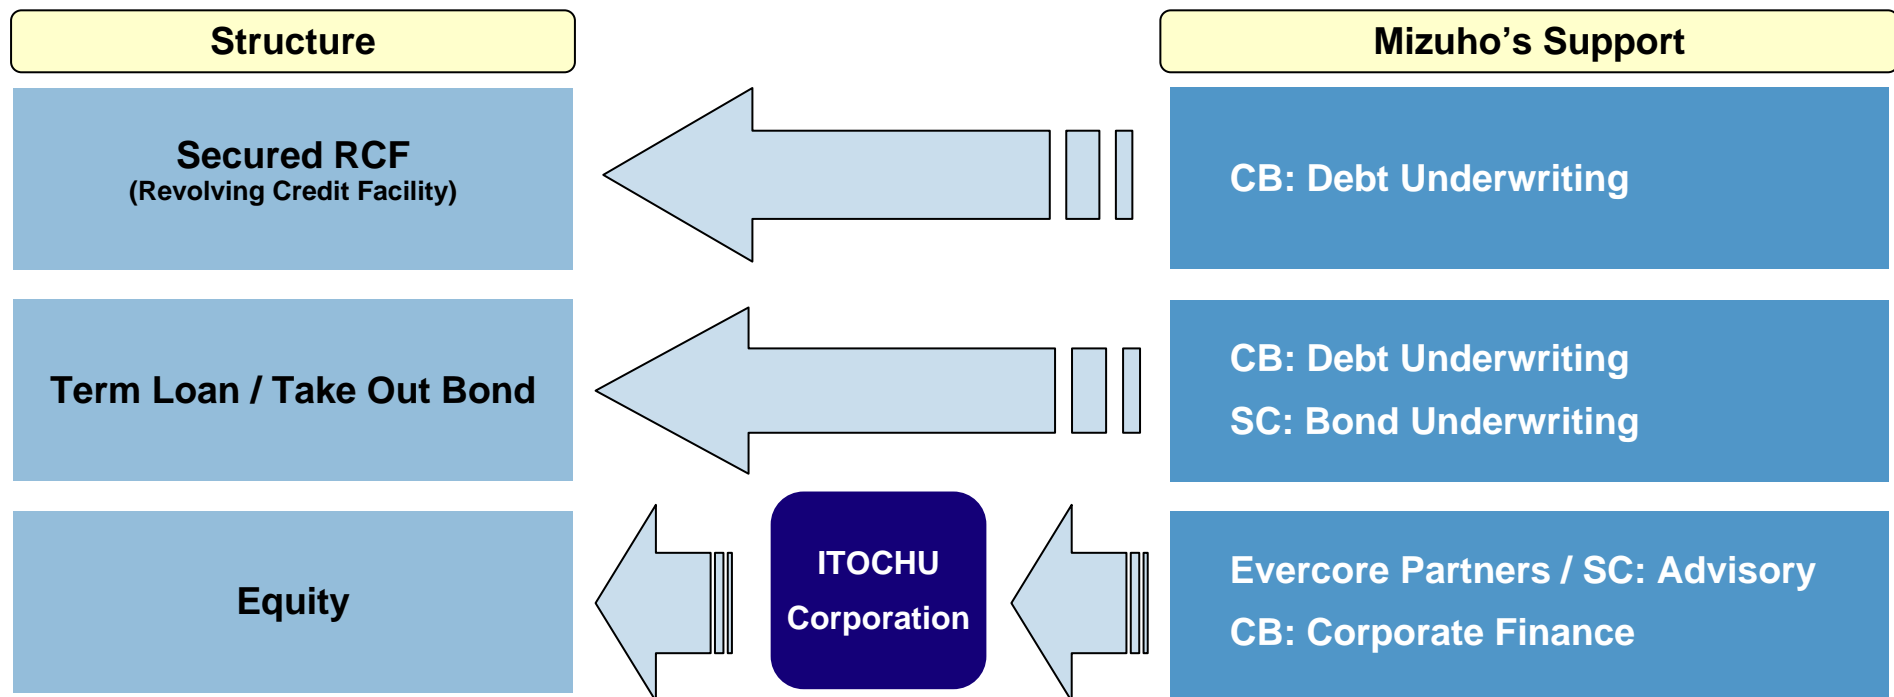 Structure
Mizuho’s Support
Secured RCF
(Revolving Credit Facility)
CB: Debt Underwriting
Term Loan / Take Out Bond
CB: Debt Underwriting
SC: Bond Underwriting
Equity
ITOCHU
Corporation
Evercore Partners / SC: Advisory
CB: Corporate Finance